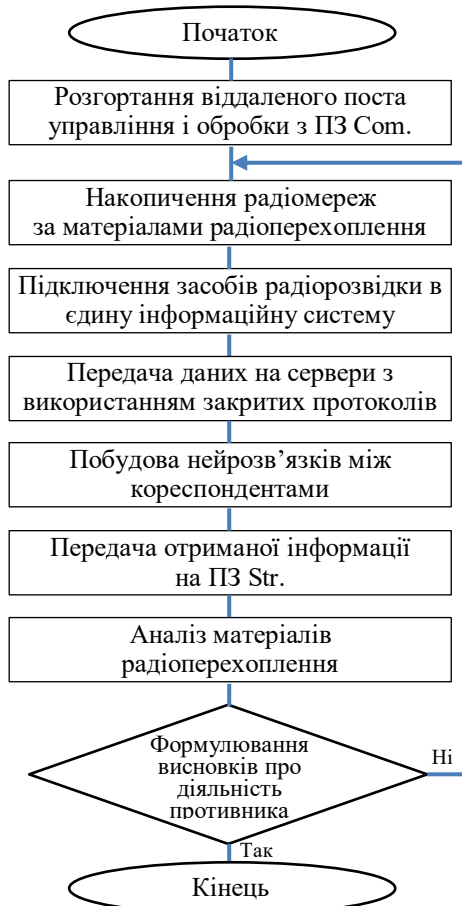 Початок
Розгортання віддаленого поста
управління і обробки з ПЗ Com.
Накопичення радіомереж
за матеріалами радіоперехоплення
Підключення засобів радіорозвідки в
єдину інформаційну систему
Передача даних на сервери з
використанням закритих протоколів
Побудова нейрозв’язків між
кореспондентами
Передача отриманої інформації
на ПЗ Str.
Аналіз матеріалів
радіоперехоплення
Формулювання
висновків про
діяльність
противника
Ні
Так
Кінець